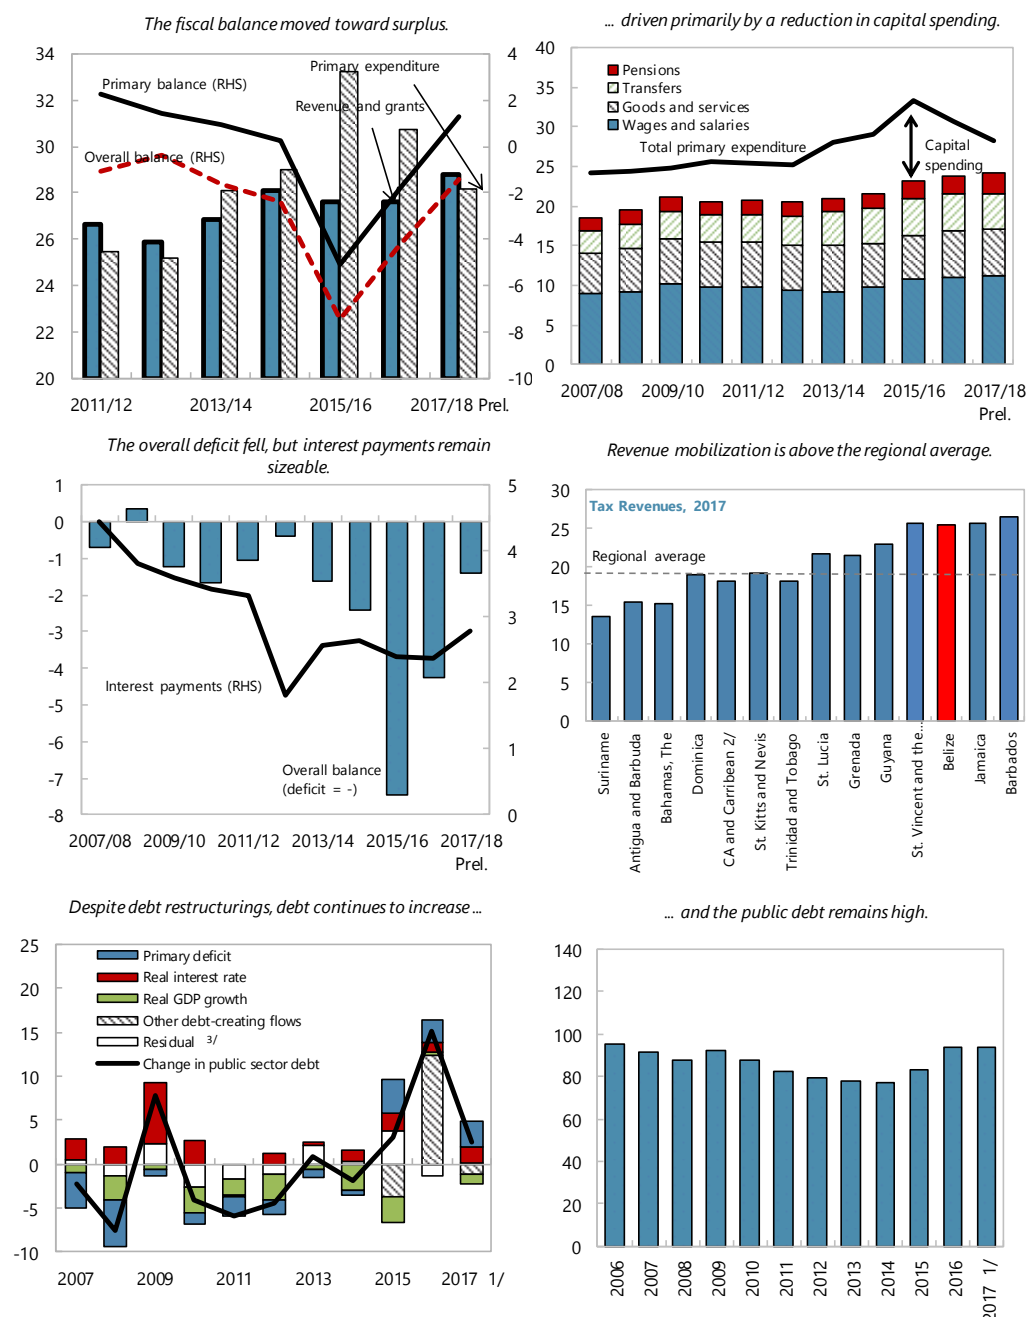 The fiscal balance moved toward surplus.
34
32
30
28
26
24
22
20
4
2
0
-2
-4
-6
-8
-10
Primary balance (RHS)
Primary expenditure
Revenue and grants
Overall balance (RHS)
2011/12 2013/14 2015/16 2017/18 Prel.
... driven primarily by a reduction in capital spending.
40
35
30
25
20
15
10
5
0
Pensions
Transfers
Goods and services
Wages and salaries
Total primary expenditure
Capital
spending
2007/08 2009/10 2011/12 2013/14 2015/16 2017/18
Prel.
The overall deficit fell, but interest payments remain
sizeable.
1
0
-1
-2
-3
-4
-5
-6
-7
-8
5
4
3
2
1
0
Interest payments (RHS)
Overall balance
(deficit = -)
2007/08 2009/10 2011/12 2013/14 2015/16 2017/18
Prel.
Revenue mobilization is above the regional average.
30
25
20
15
10
5
0
Tax Revenues, 2017
Regional average
Suriname
Antigua and Barbuda
Bahamas, The
Dominica
CA and Carribean 2/
St. Kitts and Nevis
Trinidad and Tobago
St. Lucia
Grenada
Guyana
St. Vincent and the...
Belize
Jamaica
Barbados
Despite debt restructurings, debt continues to increase ...
25
20
15
10
5
0
-5
-10
Primary deficit
Real interest rate
Real GDP growth
Other debt-creating flows
Residual 3/
Change in public sector debt
2007 2009 2011 2013 2015 2017 1/
... and the public debt remains high.
140
120
100
80
60
40
20
0
2006
2007
2008
2009
2010
2011
2012
2013
2014
2015
2016
2017 1/